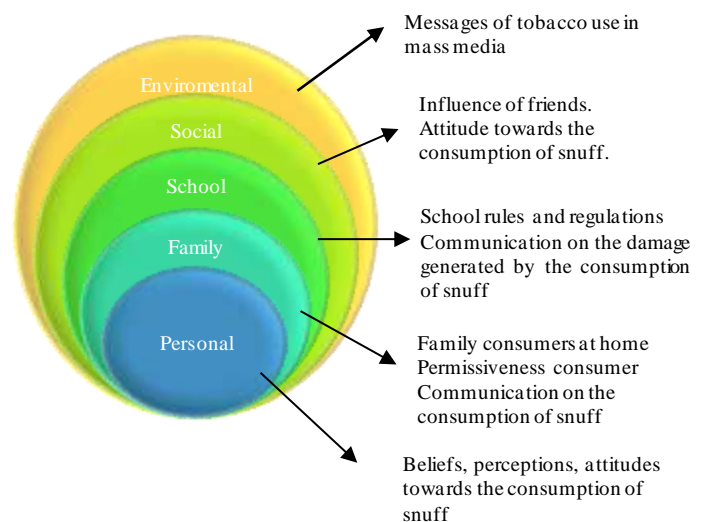 Enviromental
Social
School
Family
Personal
Messages of tobacco use in
mass media
Influence of friends.
Attitude towards the
consumption of snuff.
School rules and regulations
Communication on the damage
generated by the consumption
of snuff
Family consumers at home
Permissiveness consumer
Communication on the
consumption of snuff
Beliefs, perceptions, attitudes
towards the consumption of
snuff